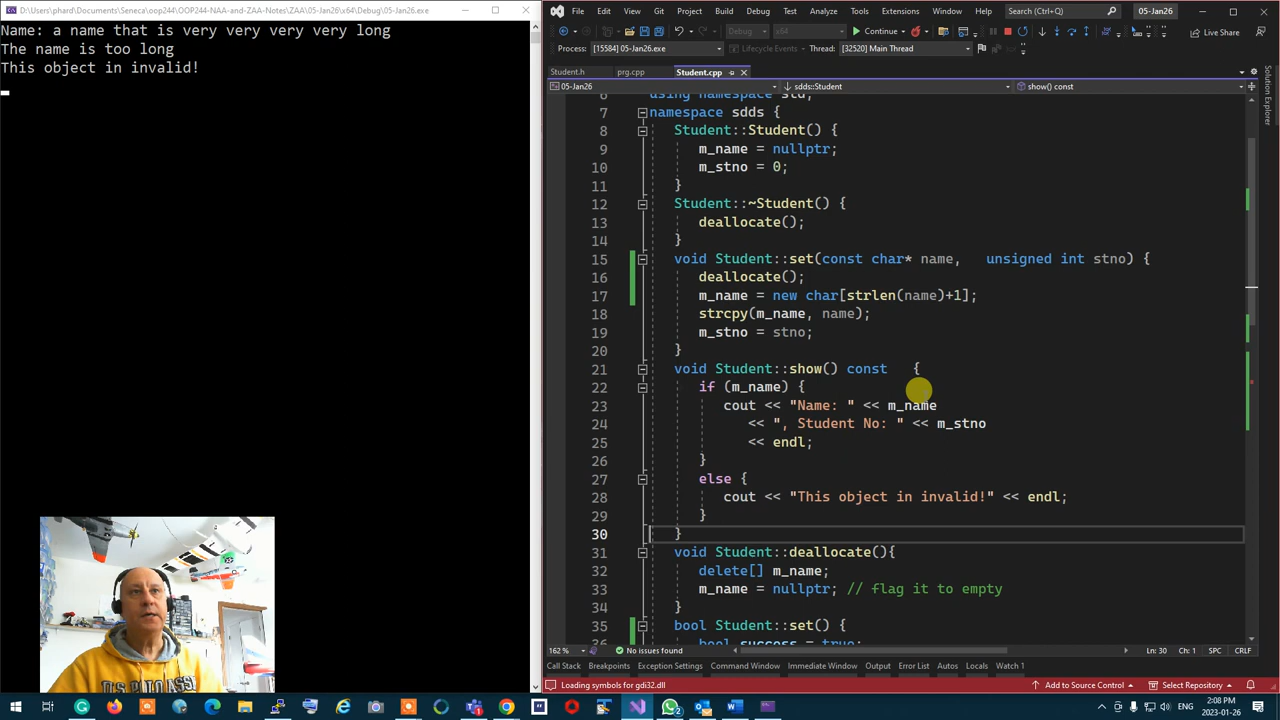 D:\Users\phard\Documents\Seneca\oop244\OOP244-NAA-and-ZAA-Notes\ZAA\05-Jan26\x64\Debug\05-Jan26.exe
Name: a name that is very very very very long
The name is too long
This object in invalid!
File Edit View Git Project Build Debug Test Analyze Tools Extensions Window Help Search (Ctrl+Q) 05-Jan26
Debug x64 Continue Live Share
Process: [15584] 05-Jan26.exe Lifecycle Events Thread: [32520] Main Thread
Student.h prg.cpp Student.cpp
05-Jan26 sdds::Student show() const
6 using namespace std;
7 namespace sdds {
8 Student::Student() {
9 m_name = nullptr;
10 m_stno = 0;
11 }
12 Student::~Student() {
13 deallocate();
14 }
15 void Student::set(const char* name, unsigned int stno) {
16 deallocate();
17 m_name = new char[strlen(name)+1];
18 strcpy(m_name, name);
19 m_stno = stno;
20 }
21 void Student::show() const {
22 if (m_name) {
23 cout << "Name: " << m_name
24 << ", Student No: " << m_stno
25 << endl;
26 }
27 else {
28 cout << "This object in invalid!" << endl;
29 }
30 }
31 void Student::deallocate(){
32 delete[] m_name;
33 m_name = nullptr; // flag it to empty
34 }
35 bool Student::set() {
36 bool success = true;
Solution Explorer
162 % No issues found Ln: 30 Ch: 1 SPC CRLF
Call Stack Breakpoints Exception Settings Command Window Immediate Window Output Error List Autos Locals Watch 1
Loading symbols for gdi32.dll Add to Source Control Select Repository
ENG 2:08 PM
2023-01-26